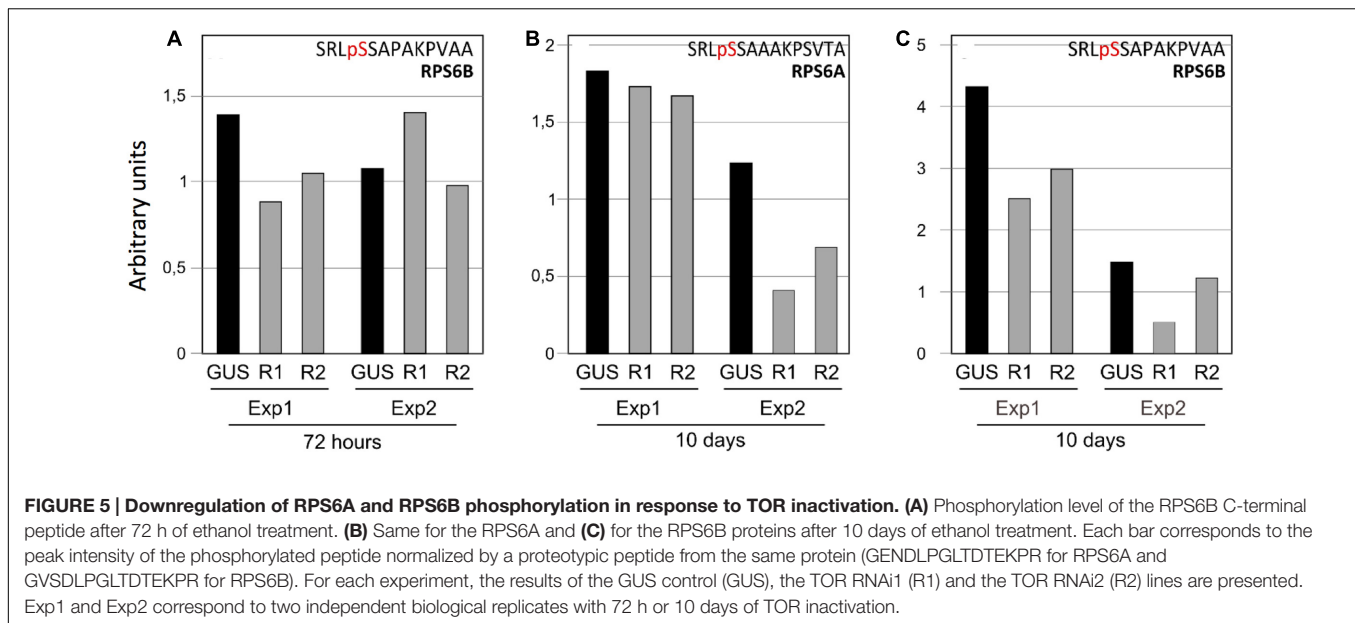 A
SRLpSSAPAKPVAA
RPS6B
1,5
1
0,5
0
Arbitrary units
GUS R1 R2 GUS R1 R2
Exp1 Exp2
72 hours
B
SRLpSSAAAKPSVTA
RPS6A
2
1,5
1
0,5
0
GUS R1 R2 GUS R1 R2
Exp1 Exp2
10 days
C
SRLpSSAPAKPVAA
RPS6B
5
4
3
2
1
0
GUS R1 R2 GUS R1 R2
Exp1 Exp2
10 days
FIGURE 5 | Downregulation of RPS6A and RPS6B phosphorylation in response to TOR inactivation. (A) Phosphorylation level of the RPS6B C-terminal
peptide after 72 h of ethanol treatment. (B) Same for the RPS6A and (C) for the RPS6B proteins after 10 days of ethanol treatment. Each bar corresponds to the
peak intensity of the phosphorylated peptide normalized by a proteotypic peptide from the same protein (GENDLPGLTDTEKPR for RPS6A and
GVSDLPGLTDTEKPR for RPS6B). For each experiment, the results of the GUS control (GUS), the TOR RNAi1 (R1) and the TOR RNAi2 (R2) lines are presented.
Exp1 and Exp2 correspond to two independent biological replicates with 72 h or 10 days of TOR inactivation.